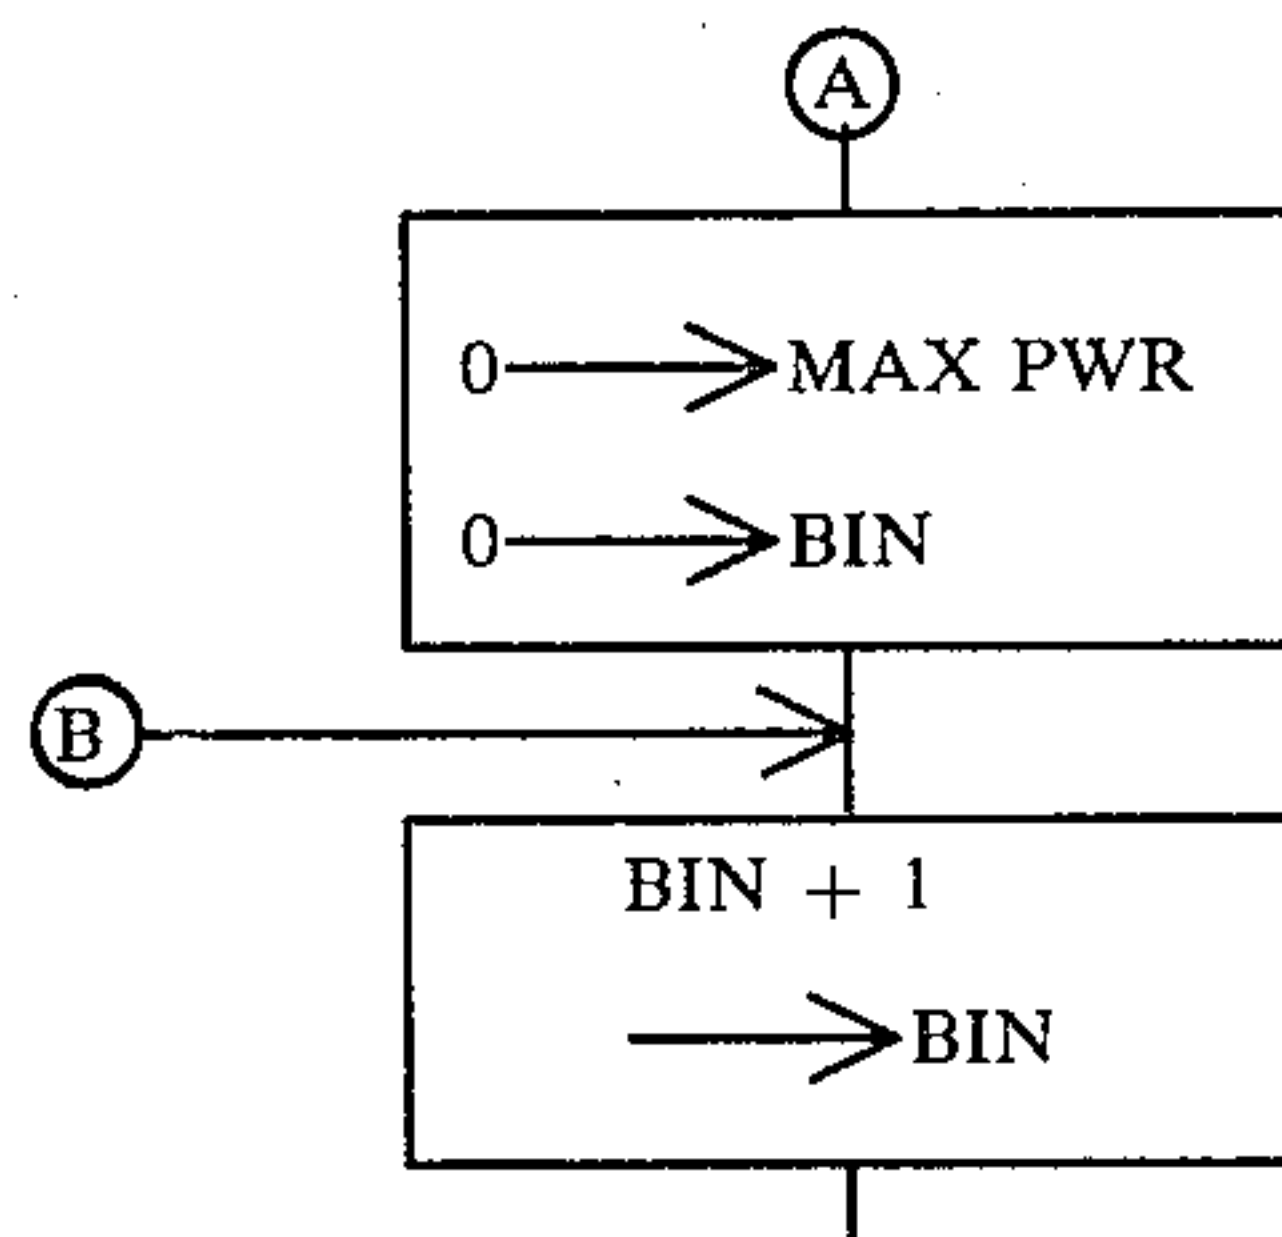 A
0 → MAX PWR
0 → BIN
B
BIN + 1
→ BIN